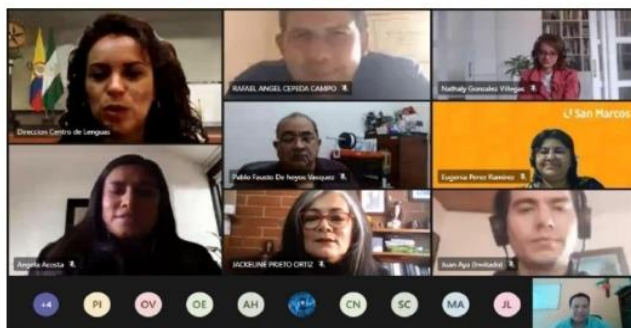 Direccion Centro de Lenguas
RAFAEL ANGEL CEPEDA CAMPO
Nathaly Gonzalez Villegas
Pablo Fausto De hoyos Vasquez
San Marcos
Eugenia Perez Ramirez
Angela Acosta
JACKELINE PRIETO ORTIZ
Juan Ayo (Invitado)
+4
PI
OV
OE
AH
CN
SC
MA
JL